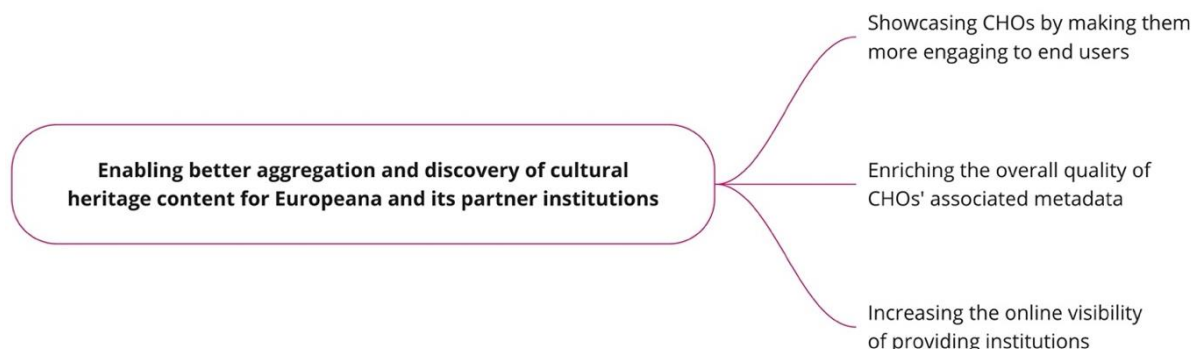 Showcasing CHOs by making them
more engaging to end users
Enabling better aggregation and discovery of cultural
heritage content for Europeana and its partner institutions
Enriching the overall quality of
CHOs' associated metadata
Increasing the online visibility
of providing institutions